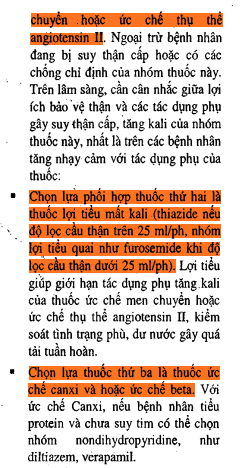 chuyển hoặc ức chế thụ thể
angiotensin II. Ngoại trừ bệnh nhân
đang bị suy thận cấp hoặc có các
chống chỉ định của nhóm thuốc này.
Trên lâm sàng, cần cân nhắc giữa lợi
ích bảo vệ thận và các tác dụng phụ
gây suy thận cấp, tăng kali của nhóm
thuốc này, nhất là trên các bệnh nhân
tăng nhạy cảm với tác dụng phụ của
thuốc:
▪ Chọn lựa phối hợp thuốc thứ hai là
thuốc lợi tiểu mất kali (thiazide nếu
độ lọc cầu thận trên 25 ml/ph, nhóm
lợi tiểu quai như furosemide khi độ
lọc cầu thận dưới 25 ml/ph). Lợi tiểu
giúp giới hạn tác dụng phụ tăng kali
của thuốc ức chế men chuyển hoặc
ức chế thụ thể angiotensin II, kiểm
soát tình trạng phù, dư nước gây quá
tải tuần hoàn.
▪ Chọn lựa thuốc thứ ba là thuốc ức
chế canxi và hoặc ức chế beta. Với
ức chế Canxi, nếu bệnh nhân tiểu
protein và chưa suy tim có thể chọn
nhóm nondihydropyridine, như
diltiazem, verapamil.